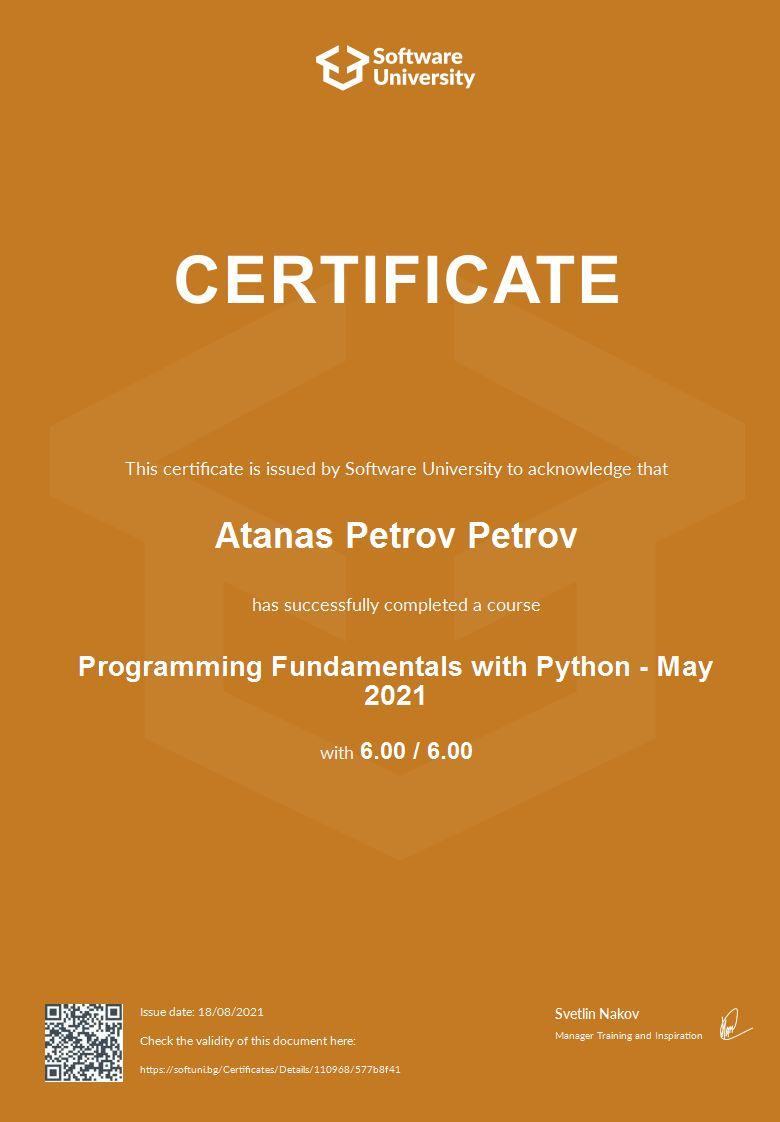 Software
University
CERTIFICATE
This certificate is issued by Software University to acknowledge that
Atanas Petrov Petrov
has successfully completed a course
Programming Fundamentals with Python - May
2021
with 6.00 / 6.00
Issue date: 18/08/2021
Check the validity of this document here:
https://softuni.bg/Certificates/Details/110968/577b8f41
Svetlin Nakov
Manager Training and Inspiration